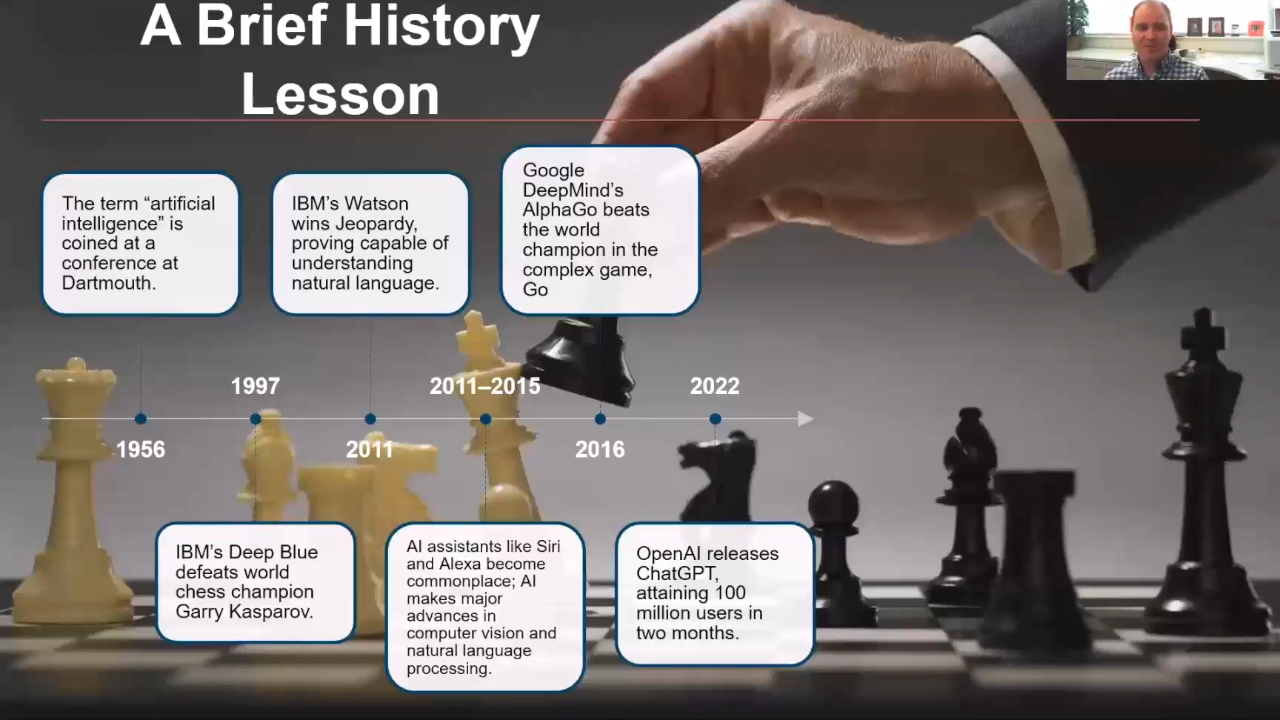 A Brief History
Lesson
The term “artificial
intelligence” is
coined at a
conference at
Dartmouth.
IBM’s Watson
wins Jeopardy,
proving capable of
understanding
natural language.
Google
DeepMind’s
AlphaGo beats
the world
champion in the
complex game,
Go
1997
2011–2015
2022
1956
2011
2016
IBM’s Deep Blue
defeats world
chess champion
Garry Kasparov.
AI assistants like Siri
and Alexa become
commonplace; AI
makes major
advances in
computer vision and
natural language
processing.
OpenAI releases
ChatGPT,
attaining 100
million users in
two months.